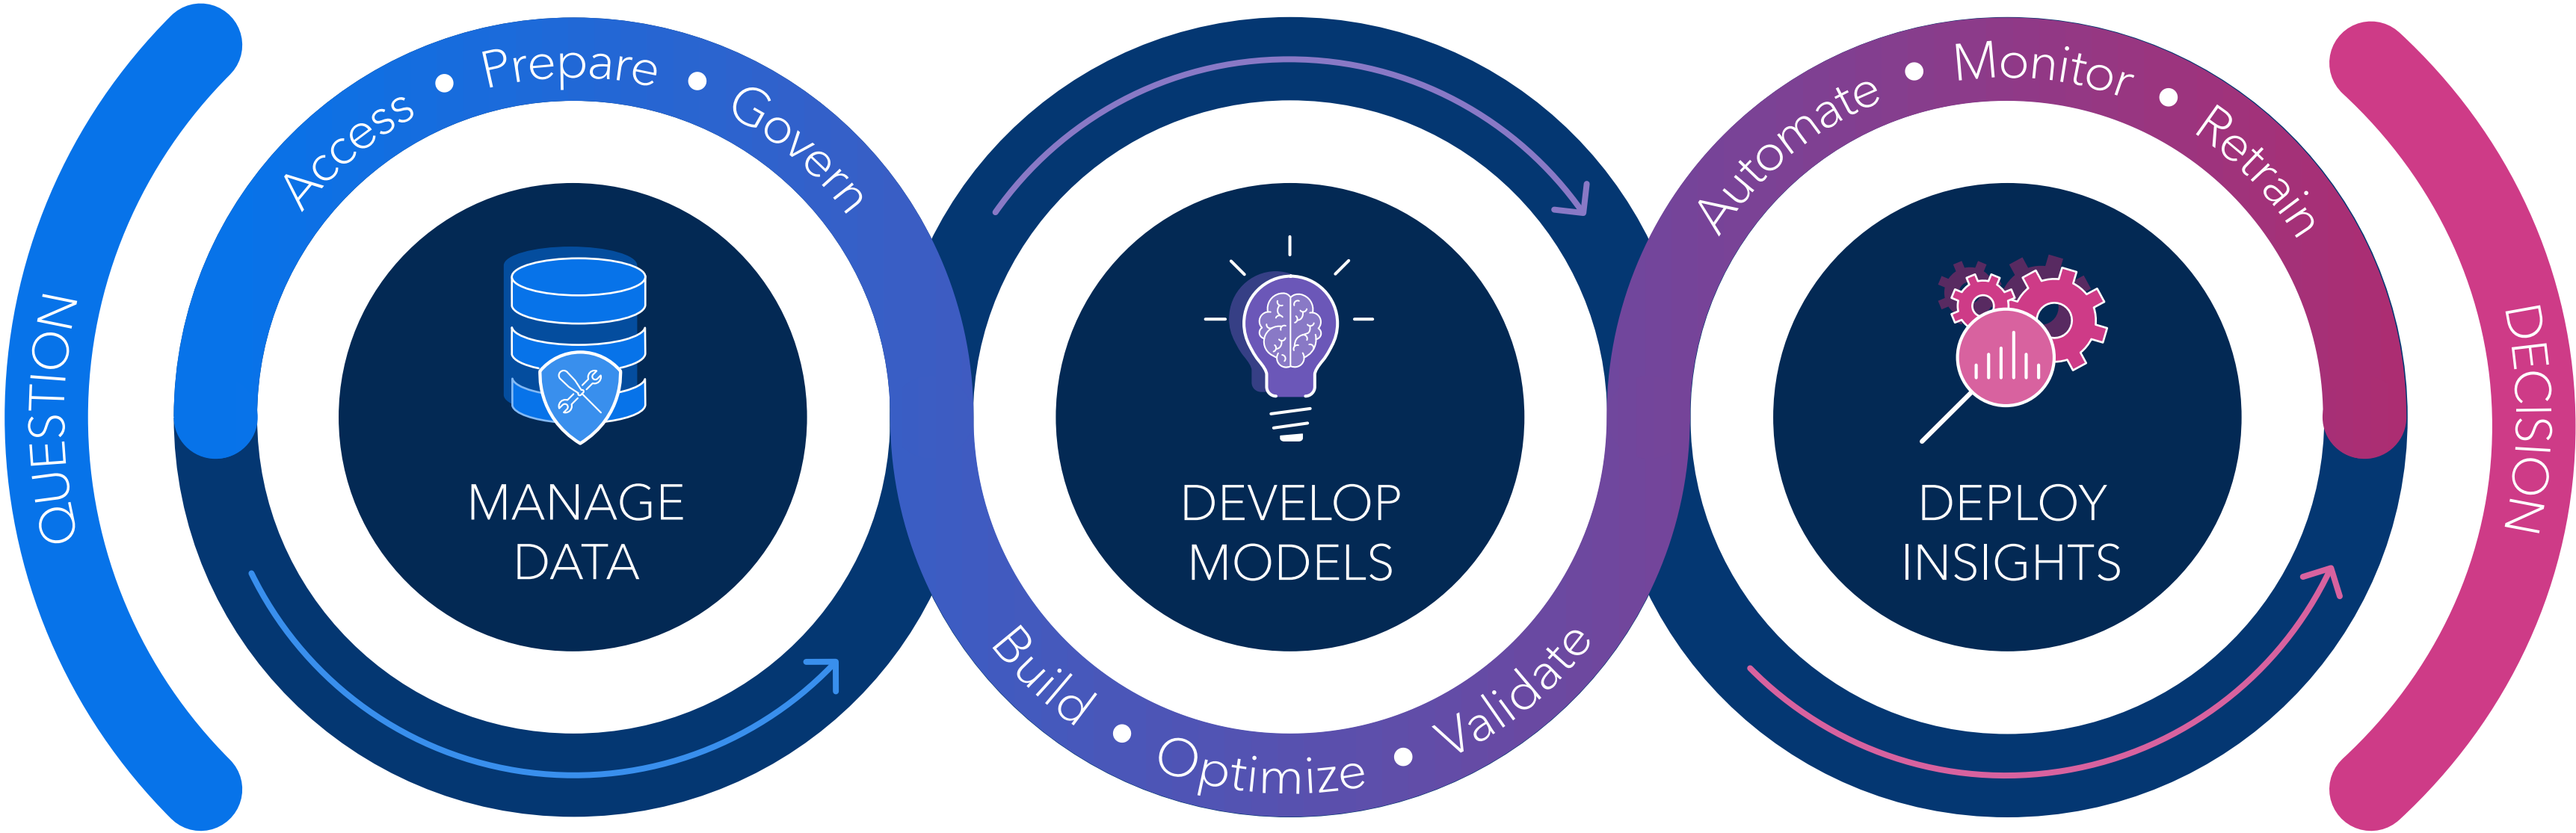 QUESTION
Access • Prepare • Govern
MANAGE
DATA
DEVELOP
MODELS
Build • Optimize • Validate
Automate • Monitor • Retrain
DEPLOY
INSIGHTS
DECISION